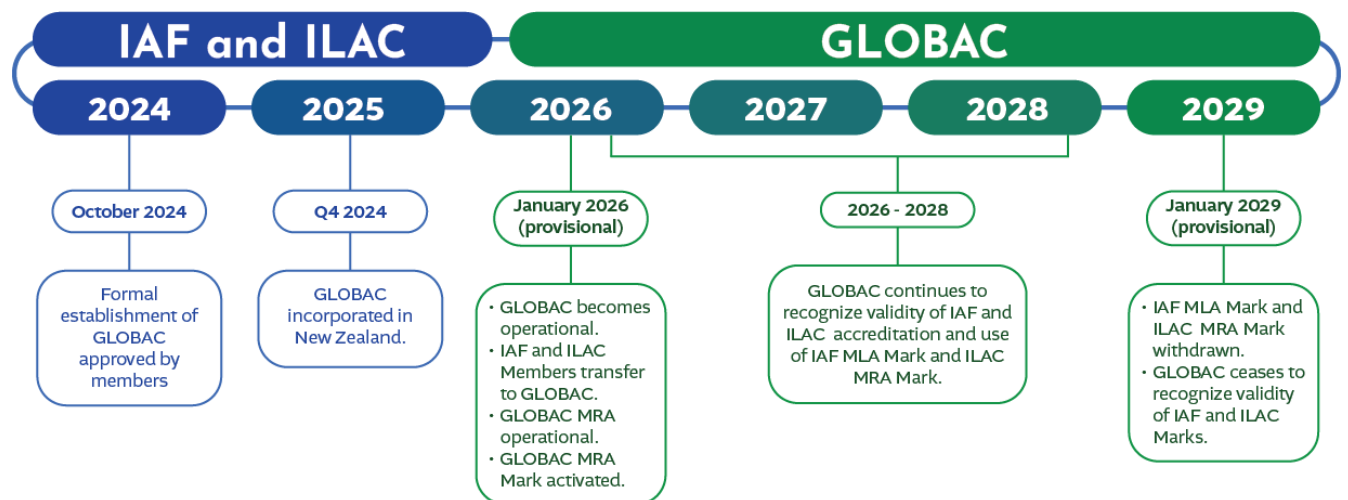 IAF and ILAC
GLOBAC
2024
2025
2026
2027
2028
2029
October 2024
Formal
establishment of
GLOBAC
approved by
members
Q4 2024
GLOBAC
incorporated in
New Zealand.
January 2026
(provisional)
• GLOBAC becomes
operational.
• IAF and ILAC
Members transfer
to GLOBAC.
• GLOBAC MRA
operational.
• GLOBAC MRA
Mark activated.
2026 - 2028
GLOBAC continues to
recognize validity of IAF and
ILAC accreditation and use
of IAF MLA Mark and ILAC
MRA Mark.
January 2029
(provisional)
• IAF MLA Mark and
ILAC MRA Mark
withdrawn.
• GLOBAC ceases to
recognize validity
of IAF and ILAC
Marks.